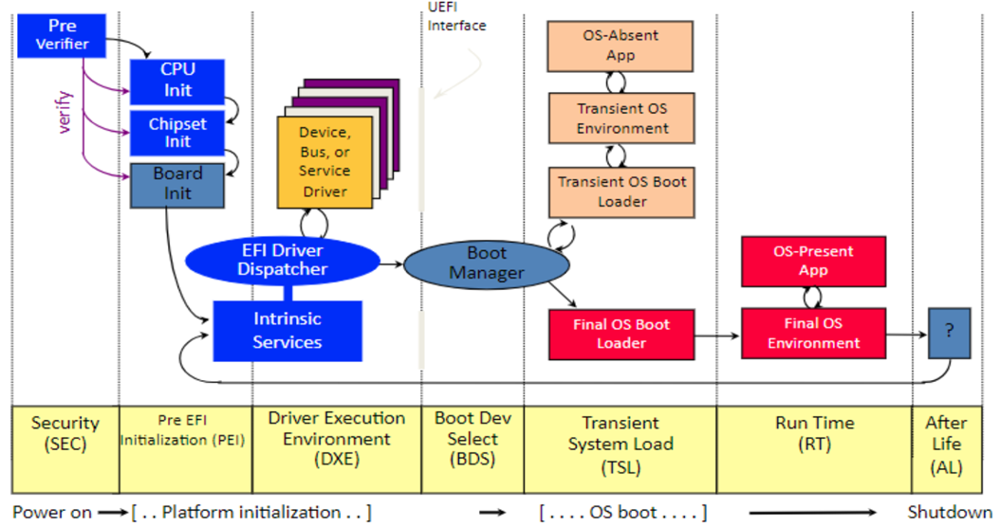 Pre
Verifier
verify
CPU
Init
Chipset
Init
Board
Init
Device,
Bus, or
Service
Driver
EFI Driver
Dispatcher
Intrinsic
Services
UEFI
Interface
Boot
Manager
OS-Absent
App
Transient OS
Environment
Transient OS Boot
Loader
Final OS Boot
Loader
OS-Present
App
Final OS
Environment
?
Security
(SEC)
Pre EFI
Initialization (PEI)
Driver Execution
Environment
(DXE)
Boot Dev
Select
(BDS)
Transient
System Load
(TSL)
Run Time
(RT)
After
Life
(AL)
Power on
[ . . Platform initialization . . ]
[ . . . . OS boot . . . . ]
Shutdown